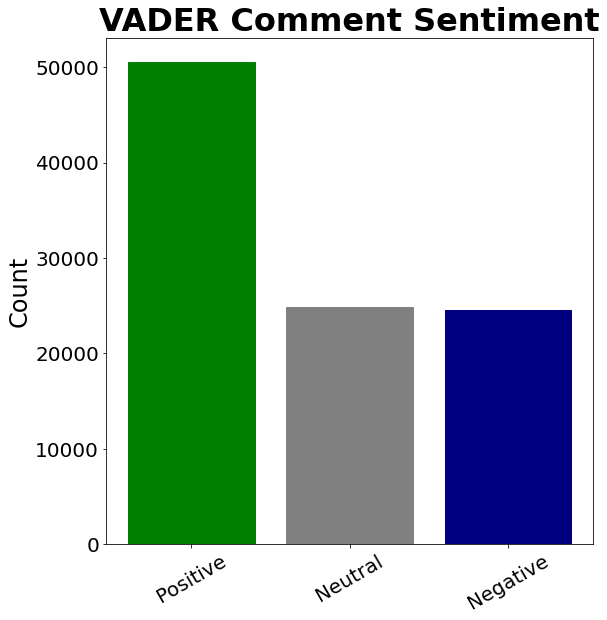 VADER Comment Sentiment
Count
50000
40000
30000
20000
10000
0
Positive
Neutral
Negative